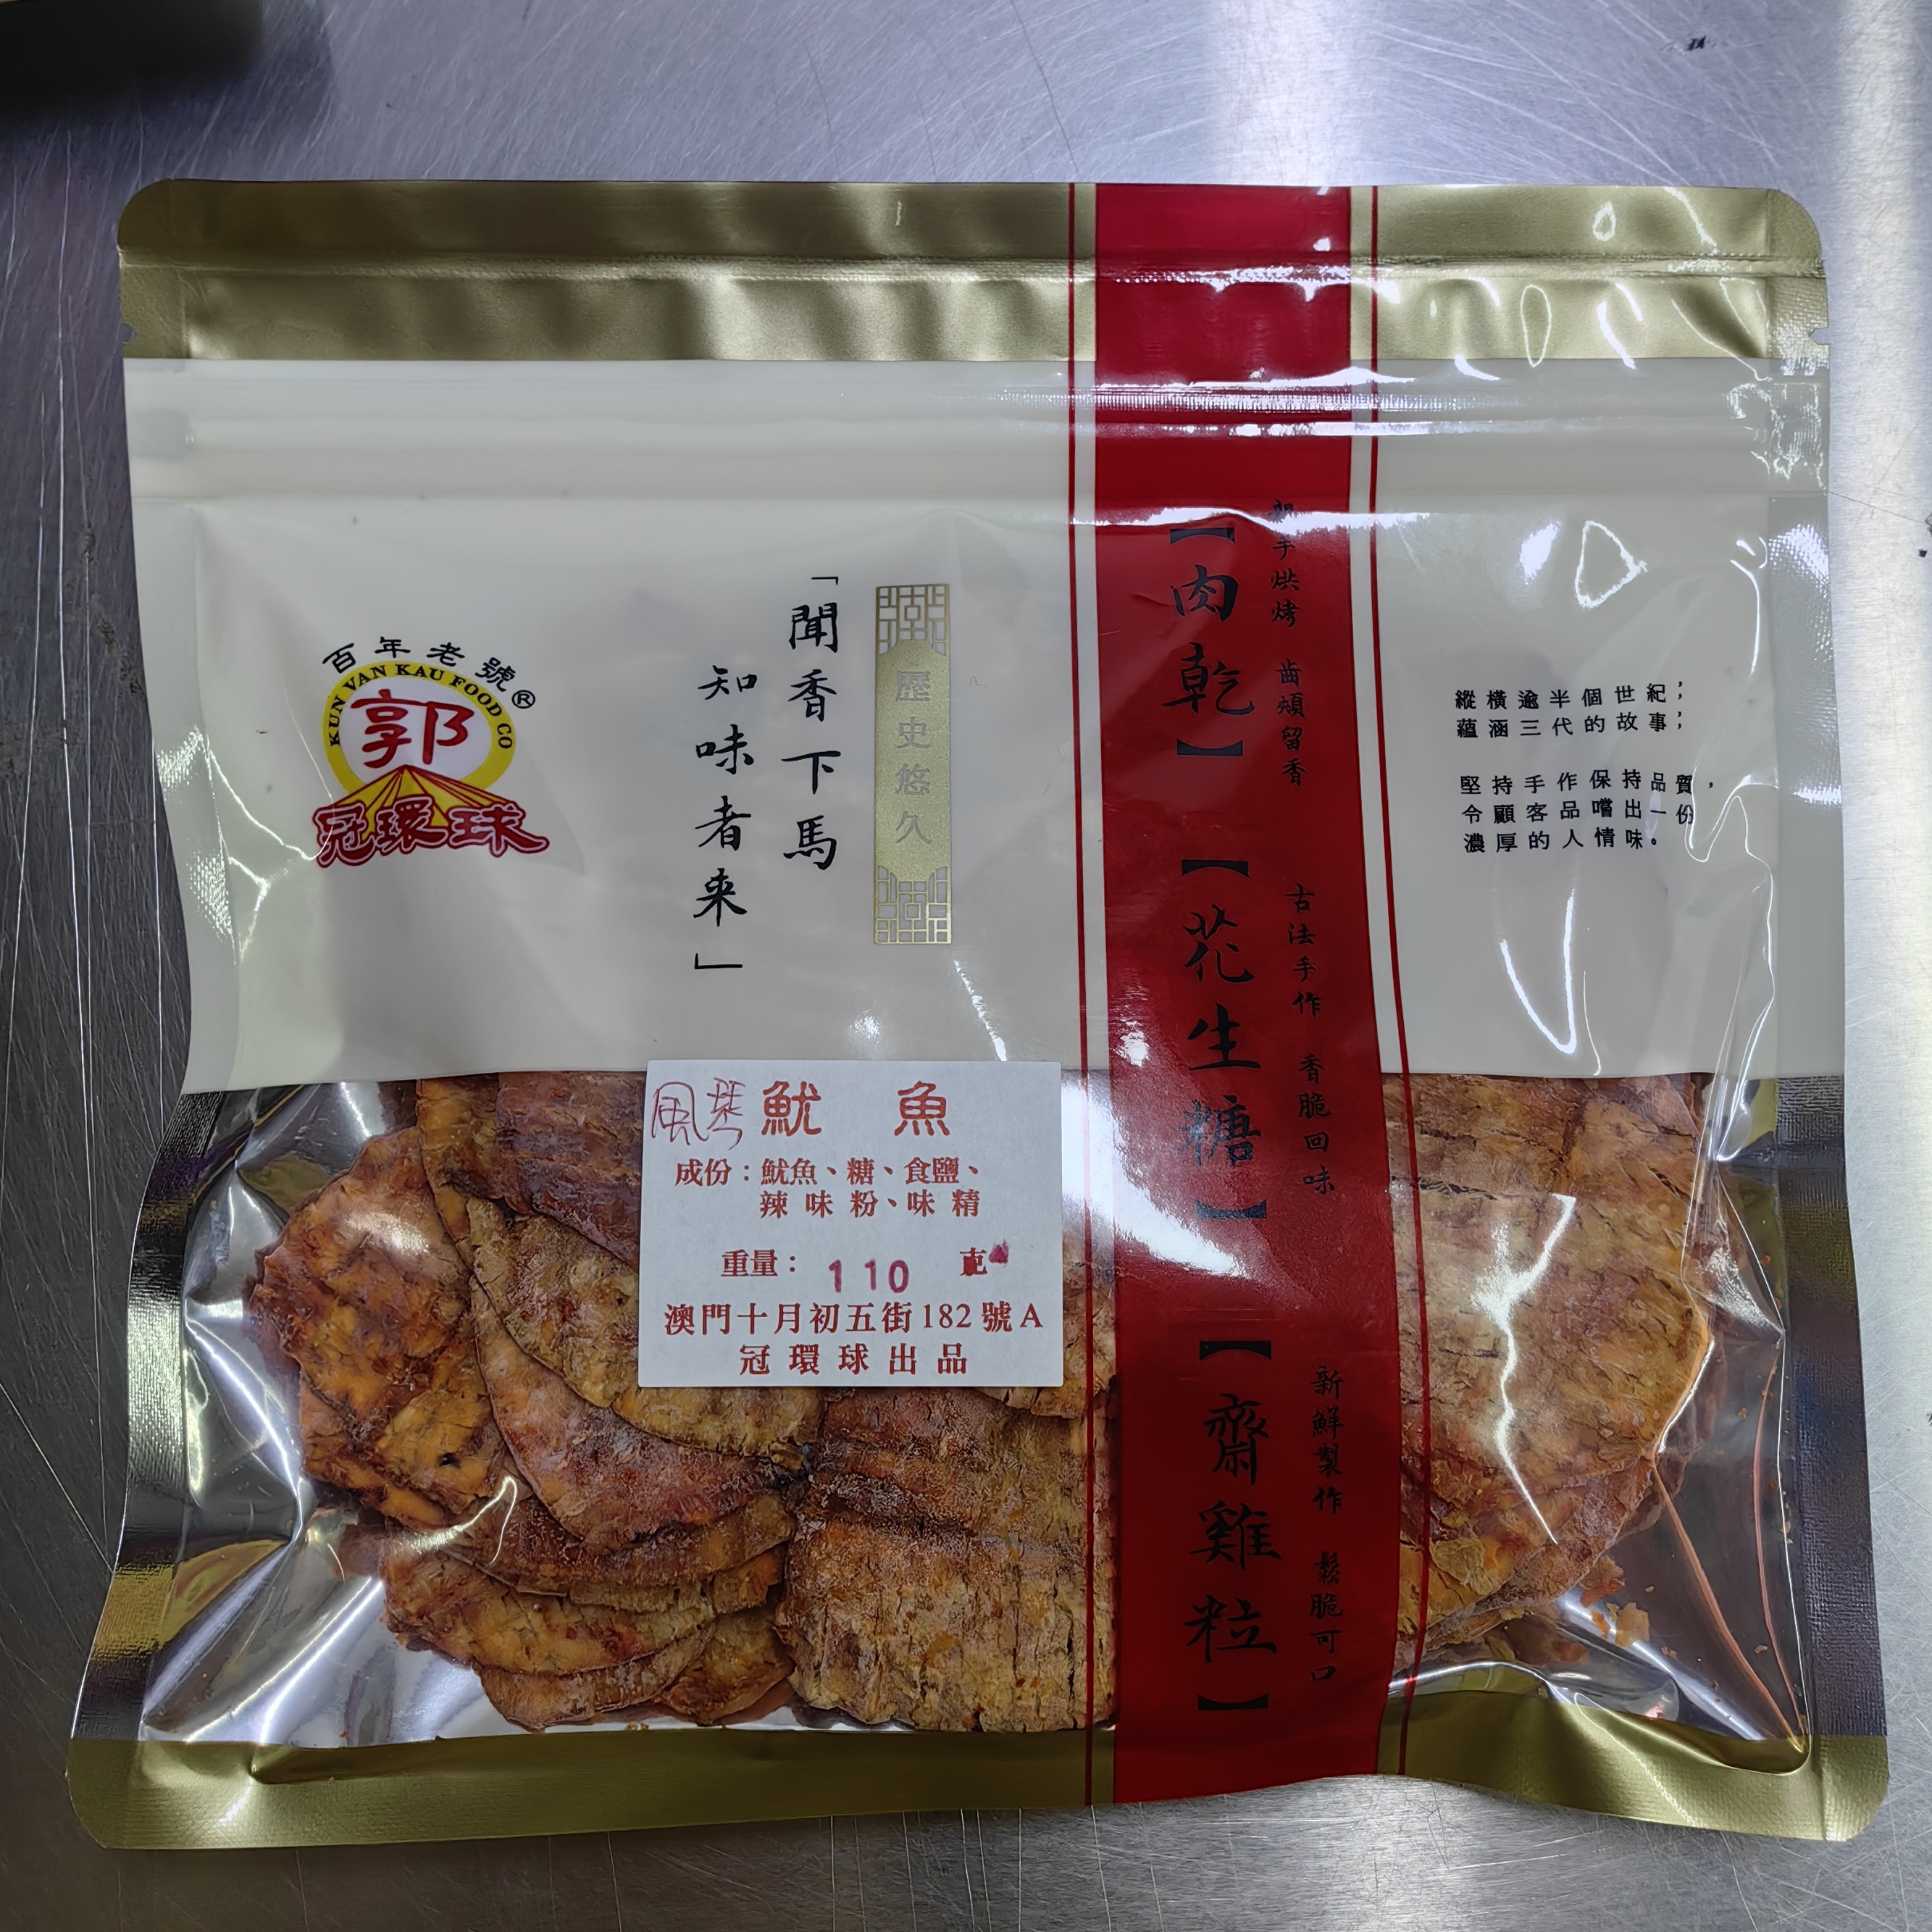 百年老號®
KUN VAN KAU FOOD CO
郭
冠環球
歷史悠久
「聞香下馬
知味者來」
手烘烤 齒頰留香
【肉乾】
古法手作 香脆回味
【花生糖】
新鮮製作 鬆脆可口
【齋雞粒】
縱橫逾半個世紀；
蘊涵三代的故事；
堅持手作保持品質，
令顧客品嚐出一份
濃厚的人情味。
風琴 魷 魚
成份：魷魚、糖、食鹽、
辣味粉、味精
重量： 110 克
澳門十月初五街182號A
冠環球出品